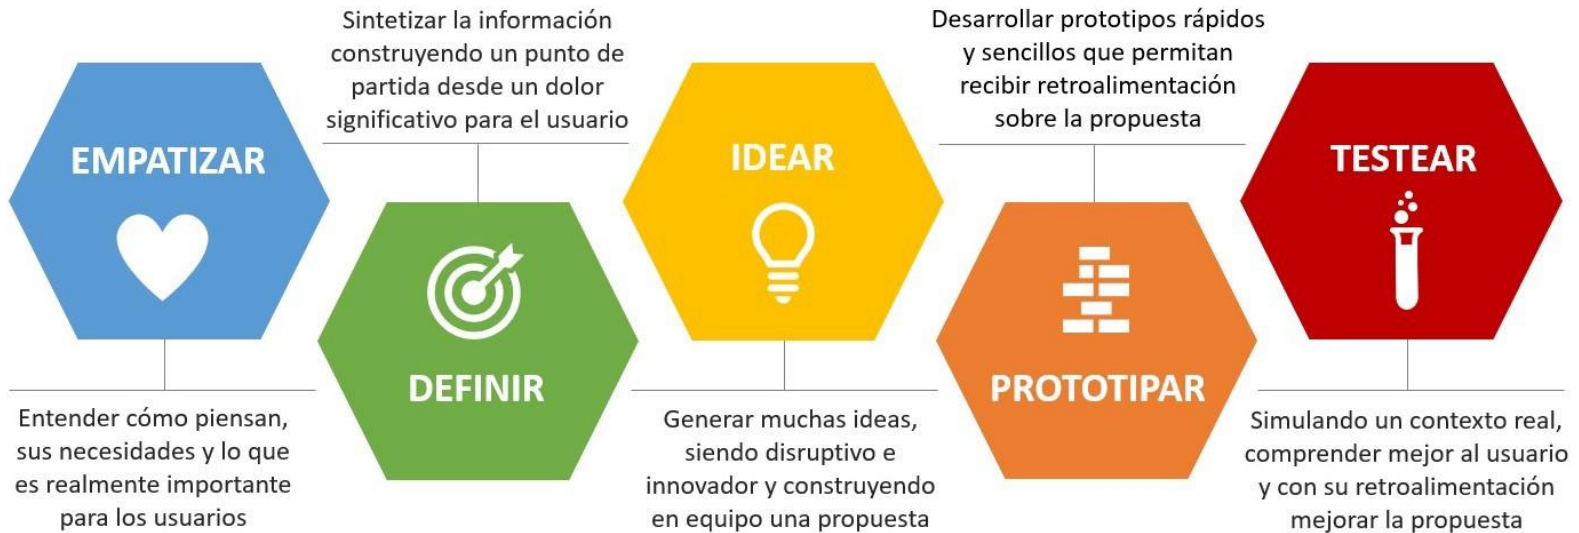 EMPATIZAR
Entender cómo piensan,
sus necesidades y lo que
es realmente importante
para los usuarios
Sintetizar la información
construyendo un punto de
partida desde un dolor
significativo para el usuario
DEFINIR
IDEAR
Generar muchas ideas,
siendo disruptivo e
innovador y construyendo
en equipo una propuesta
Desarrollar prototipos rápidos
y sencillos que permitan
recibir retroalimentación
sobre la propuesta
PROTOTIPAR
TESTEAR
Simulando un contexto real,
comprender mejor al usuario
y con su retroalimentación
mejorar la propuesta